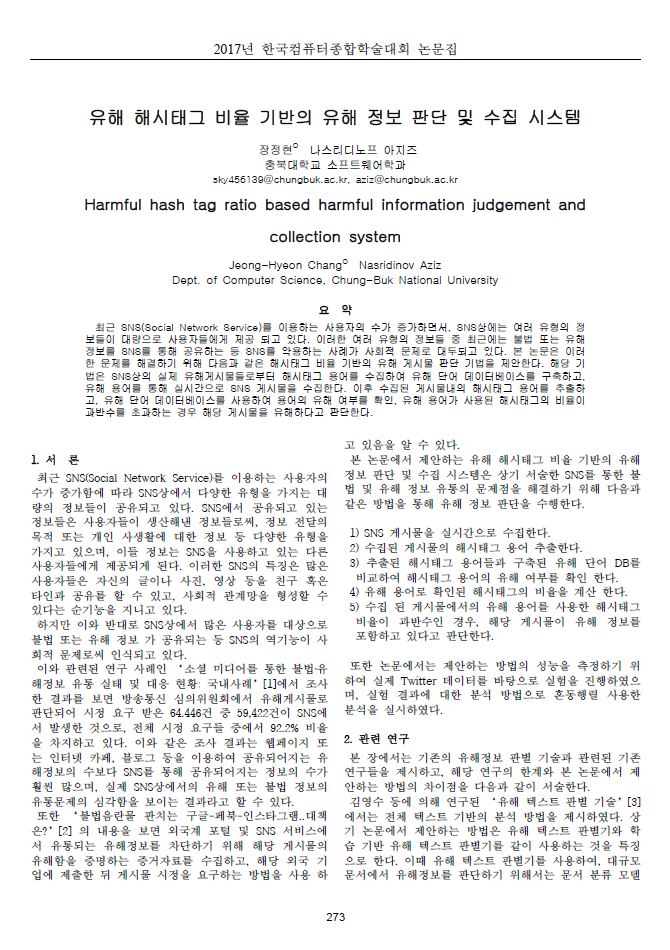 2017년 한국컴퓨터종합학술대회 논문집
유해 해시태그 비율 기반의 유해 정보 판단 및 수집 시스템
장정현○ 나스리디노프 아지즈
충북대학교 소프트웨어학과
sky456139@chungbuk.ac.kr, aziz@chungbuk.ac.kr
Harmful hash tag ratio based harmful information judgement and
collection system
Jeong-Hyeon Chang○ Nasridinov Aziz
Dept. of Computer Science, Chung-Buk National University
요 약
최근 SNS(Social Network Service)를 이용하는 사용자의 수가 증가하면서, SNS상에는 여러 유형의 정
보들이 대량으로 사용자들에게 제공 되고 있다. 이러한 여러 유형의 정보들 중 최근에는 불법 또는 유해
정보를 SNS를 통해 공유하는 등 SNS를 악용하는 사례가 사회적 문제로 대두되고 있다. 본 논문은 이러
한 문제를 해결하기 위해 다음과 같은 해시태그 비율 기반의 유해 게시물 판단 기법을 제안한다. 해당 기
법은 SNS상의 실제 유해게시물들로부터 해시태그 용어를 수집하여 유해 단어 데이터베이스를 구축하고,
유해 용어를 통해 실시간으로 SNS 게시물을 수집한다. 이후 수집된 게시물내의 해시태그 용어를 추출하
고, 유해 단어 데이터베이스를 사용하여 용어의 유해 여부를 확인, 유해 용어가 사용된 해시태그의 비율이
과반수를 초과하는 경우 해당 게시물을 유해하다고 판단한다.
1. 서 론
최근 SNS(Social Network Service)를 이용하는 사용자의
수가 증가함에 따라 SNS상에서 다양한 유형을 가지는 대
량의 정보들이 공유되고 있다. SNS에서 공유되고 있는
정보들은 사용자들이 생산해낸 정보들로써, 정보 전달의
목적 또는 개인 사생활에 대한 정보 등 다양한 유형을
가지고 있으며, 이들 정보는 SNS을 사용하고 있는 다른
사용자들에게 제공되게 된다. 이러한 SNS의 특징은 많은
사용자들은 자신의 글이나 사진, 영상 등을 친구 혹은
타인과 공유를 할 수 있고, 사회적 관계망을 형성할 수
있다는 순기능을 지니고 있다.
하지만 이와 반대로 SNS상에서 많은 사용자를 대상으로
불법 또는 유해 정보 가 공유되는 등 SNS의 역기능이 사
회적 문제로써 인식되고 있다.
이와 관련된 연구 사례인 ‘소셜 미디어를 통한 불법·유
해정보 유통 실태 및 대응 현황: 국내사례’[1]에서 조사
한 결과를 보면 방송통신 심의위원회에서 유해게시물로
판단되어 시정 요구 받은 64,446건 중 59,422건이 SNS에
서 발생한 것으로, 전체 시정 요구들 중에서 92.2% 비율
을 차지하고 있다. 이와 같은 조사 결과는 웹페이지 또
는 인터넷 카페, 블로그 등을 이용하여 공유되어지는 유
해정보의 수보다 SNS를 통해 공유되어지는 정보의 수가
훨씬 많으며, 실제 SNS상에서의 유해 또는 불법 정보의
유통문제의 심각함을 보이는 결과라고 할 수 있다.
또한 ‘불법음란물 판치는 구글-페북-인스타그램..대책
은?’[2] 의 내용을 보면 외국계 포털 및 SNS 서비스에
서 유통되는 유해정보를 차단하기 위해 해당 게시물의
유해함을 증명하는 증거자료를 수집하고, 해당 외국 기
업에 제출한 뒤 게시물 시정을 요구하는 방법을 사용 하
고 있음을 알 수 있다.
본 논문에서 제안하는 유해 해시태그 비율 기반의 유해
정보 판단 및 수집 시스템은 상기 서술한 SNS를 통한 불
법 및 유해 정보 유통의 문제점을 해결하기 위해 다음과
같은 방법을 통해 유해 정보 판단을 수행한다.
1) SNS 게시물을 실시간으로 수집한다.
2) 수집된 게시물의 해시태그 용어 추출한다.
3) 추출된 해시태그 용어들과 구축된 유해 단어 DB를
비교하여 해시태그 용어의 유해 여부를 확인 한다.
4) 유해 용어로 확인된 해시태그의 비율을 계산 한다.
5) 수집 된 게시물에서의 유해 용어를 사용한 해시태그
비율이 과반수인 경우, 해당 게시물이 유해 정보를
포함하고 있다고 판단한다.
또한 논문에서는 제안하는 방법의 성능을 측정하기 위
하여 실제 Twitter 데이터를 바탕으로 실험을 진행하였으
며, 실험 결과에 대한 분석 방법으로 혼동행렬 사용한
분석을 실시하였다.
2. 관련 연구
본 장에서는 기존의 유해정보 판별 기술과 관련된 기존
연구들을 제시하고, 해당 연구의 한계와 본 논문에서 제
안하는 방법의 차이점을 다음과 같이 서술한다.
김영수 등에 의해 연구된 ‘유해 텍스트 판별 기술’[3]
에서는 전체 텍스트 기반의 분석 방법을 제시하였다. 상
기 논문에서 제안하는 방법은 유해 텍스트 판별기와 학
습 기반 유해 텍스트 판별기를 같이 사용하는 것을 특징
으로 한다. 이때 유해 텍스트 판별기를 사용하여, 대규모
문서에서 유해정보를 판단하기 위해서는 문서 분류 모델
273